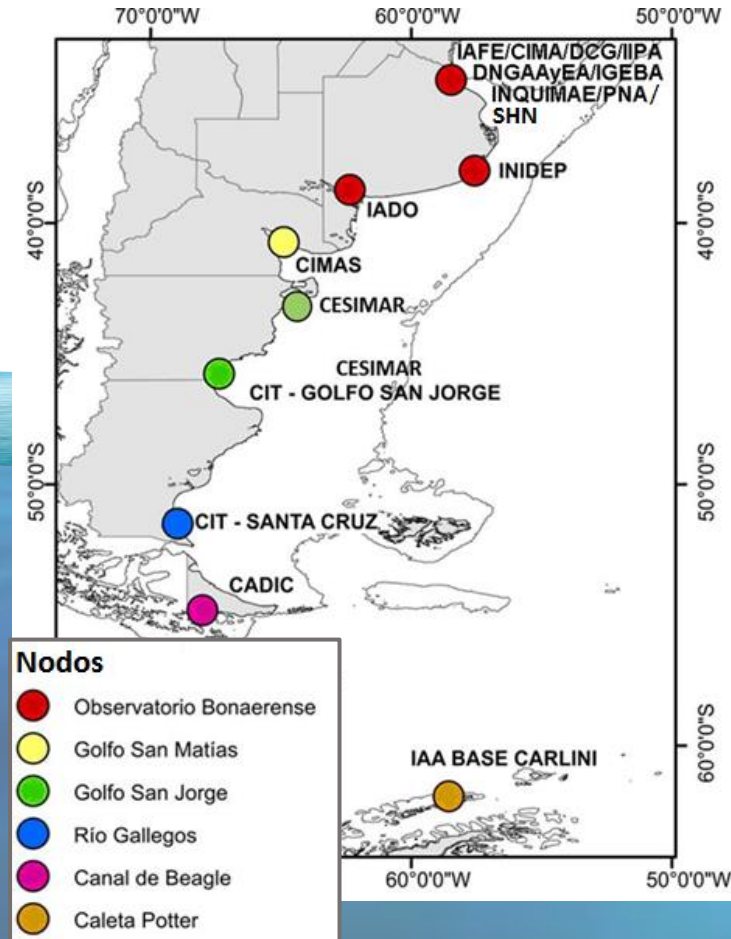 70°0'0"W 60°0'0"W 50°0'0"W
IAFE/CIMA/DCG/IIPA
DNGAAyEA/IGEBA
INQUIMAE/PNA/
SHN
INIDEP
IADO
40°0'0"S 40°0'0"S
CIMAS
CESIMAR
CESIMAR
CIT - GOLFO SAN JORGE
50°0'0"S 50°0'0"S
CIT - SANTA CRUZ
CADIC
Nodos
Observatorio Bonaerense
Golfo San Matías
Golfo San Jorge
Río Gallegos
Canal de Beagle
Caleta Potter
60°0'0"S
IAA BASE CARLINI
60°0'0"W 50°0'0"W